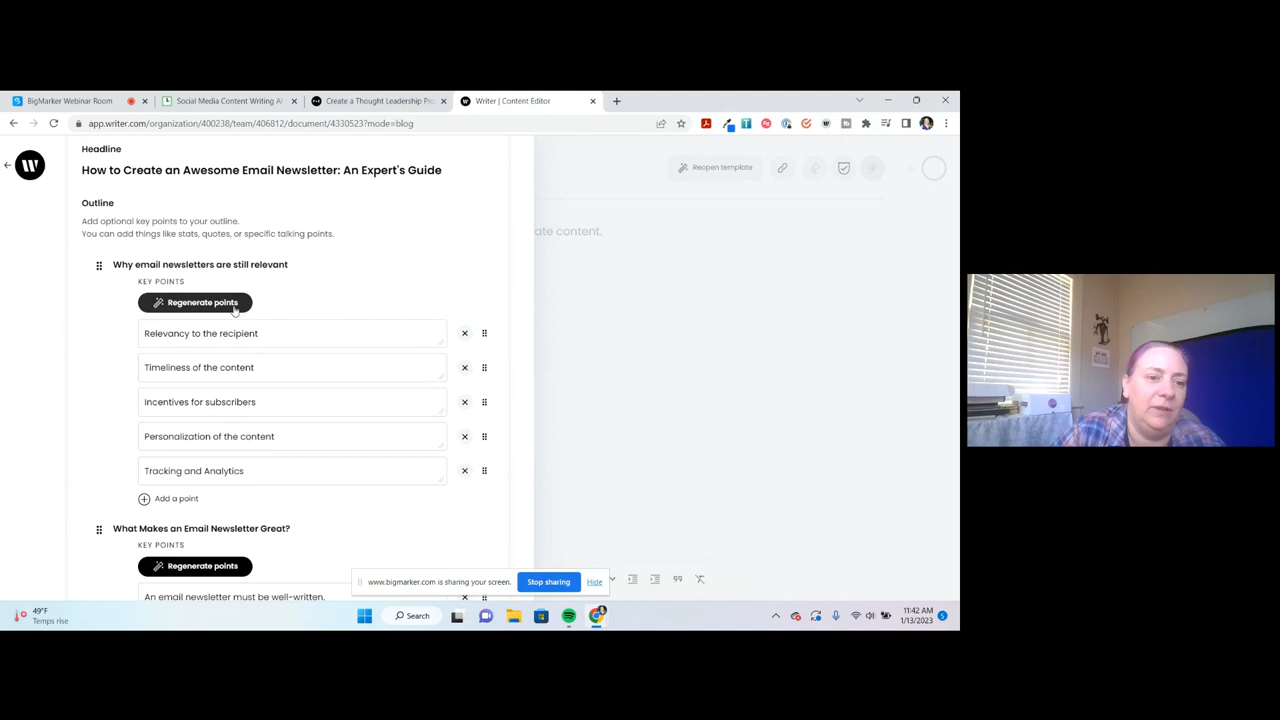 BigMarker Webinar Room
Social Media Content Writing AI
Create a Thought Leadership Pro
Writer | Content Editor
app.writer.com/organization/400238/team/406812/document/4330523?mode=blog
Headline
How to Create an Awesome Email Newsletter: An Expert's Guide
Reopen template
Outline
Add optional key points to your outline.
You can add things like stats, quotes, or specific talking points.
ate content.
Why email newsletters are still relevant
KEY POINTS
Regenerate points
Relevancy to the recipient
Timeliness of the content
Incentives for subscribers
Personalization of the content
Tracking and Analytics
Add a point
What Makes an Email Newsletter Great?
KEY POINTS
Regenerate points
www.bigmarker.com is sharing your screen.
Stop sharing
Hide
An email newsletter must be well-written.
49°F
Temps rise
Search
11:42 AM
1/13/2023
5